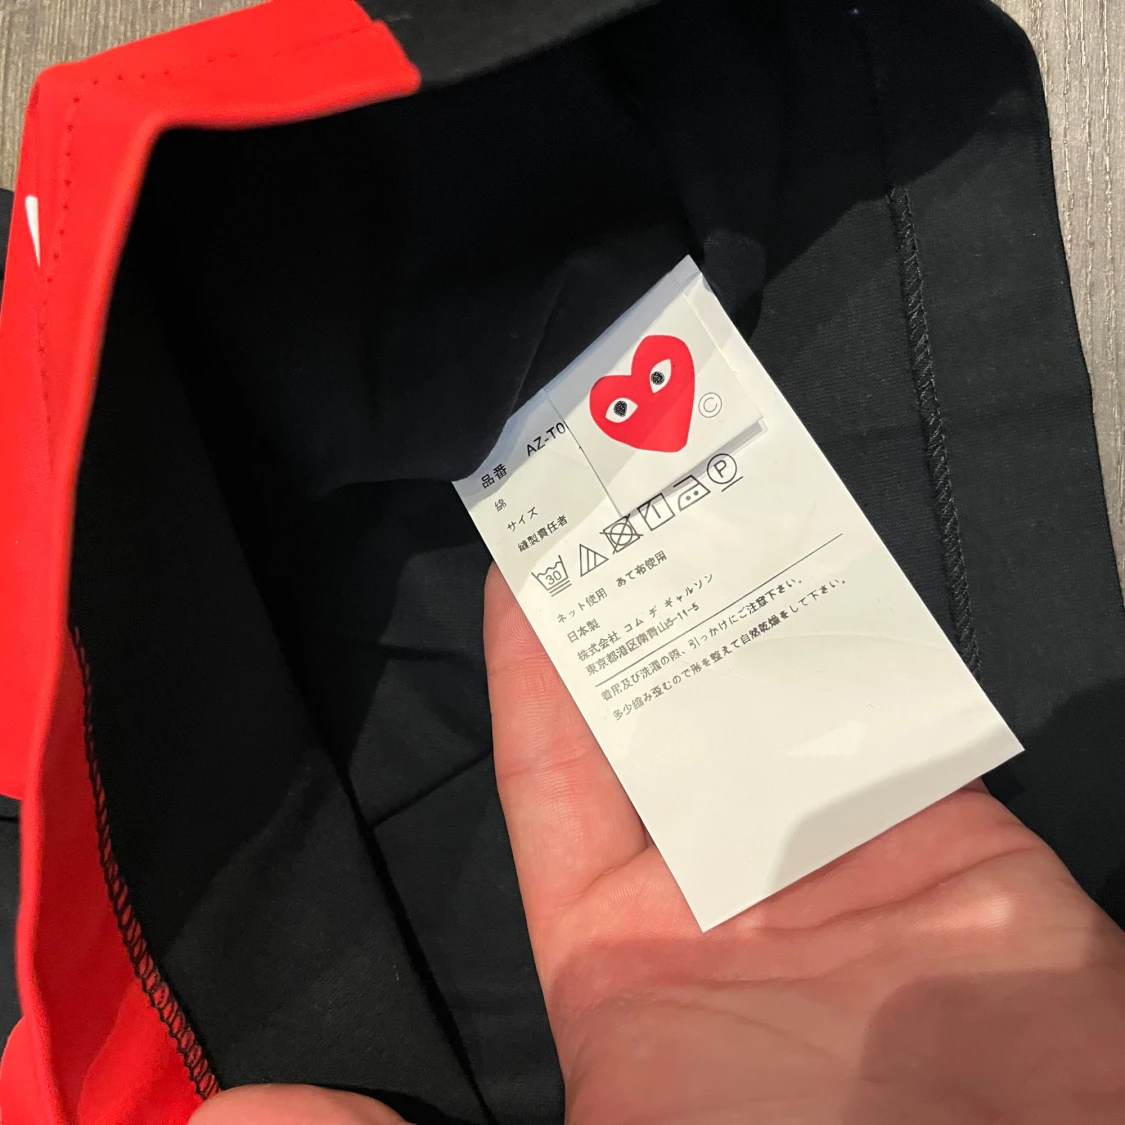 ©
品番 AZ-T0
綿
サイズ
縫製責任者
30
P
ネット使用 あて布使用
日本製
株式会社 コム デ ギャルソン
東京都港区南青山5-11-5
着用及び洗濯の際、引っかけにご注意下さい。
多少縮み歪むので形を整えて自然乾燥をして下さい。